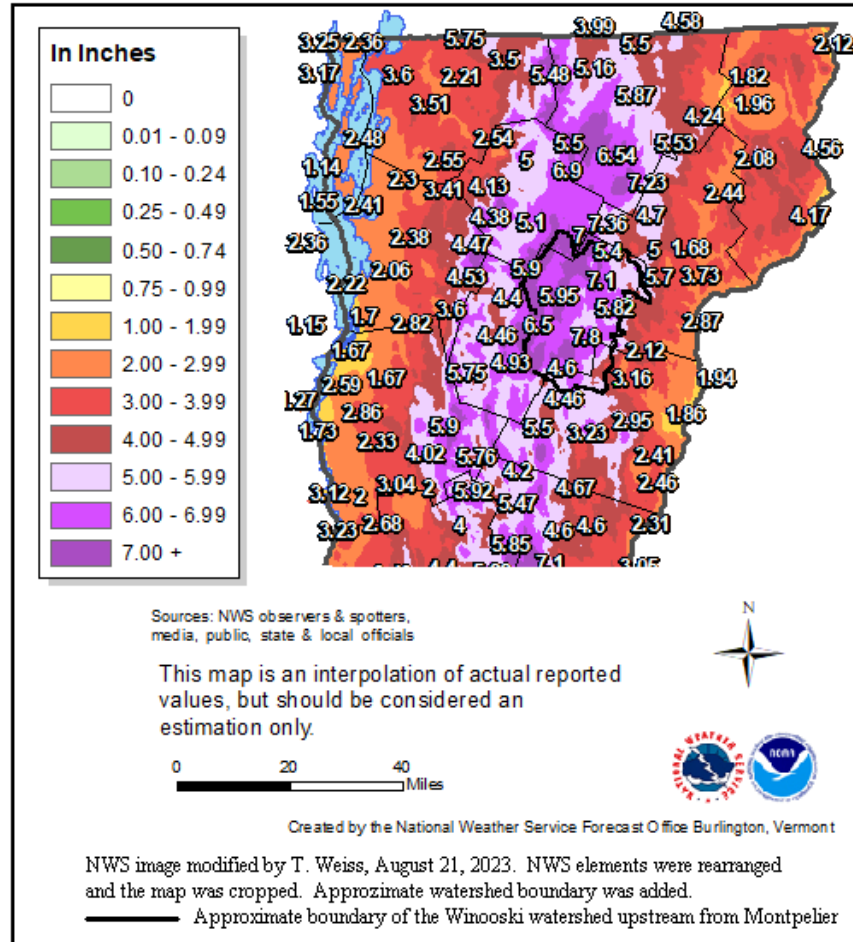 In Inches
0
0.01 - 0.09
0.10 - 0.24
0.25 - 0.49
0.50 - 0.74
0.75 - 0.99
1.00 - 1.99
2.00 - 2.99
3.00 - 3.99
4.00 - 4.99
5.00 - 5.99
6.00 - 6.99
7.00 +
3.25 2.36 5.75 3.99 4.58
3.5 5.5 2.12
3.17 3.6 2.21 5.48 5.16 1.82
3.51 5.87 1.96
4.24
2.48 2.54 5.5 5.53 4.56
1.14 2.55 5 6.54 2.08
2.3 3.41 4.13 6.9 7.23 2.44
1.55 2.41 4.38 5.1 7.36 4.7 4.17
2.36 2.38 4.47 7 5.4 5 1.68
2.06 4.53 5.9 7.1 5.7 3.73
2.22 4.4 5.95 5.82
1.15 1.7 2.82 3.6 6.5 2.87
1.67 4.46 7.8 2.12
2.59 1.67 5.75 4.93 4.6 3.16 1.94
.27 2.86 4.46 2.95 1.86
1.73 2.33 5.9 5.5 3.23
4.02 5.76 4.2 2.41
3.12 2 3.04 2 5.92 5.47 4.67 2.46
3.23 2.68 4 4.6 4.6 2.31
5.85
7.1 3.05
Sources: NWS observers & spotters,
media, public, state & local officials
N
This map is an interpolation of actual reported
values, but should be considered an
estimation only.
0 20 40
Miles
NATIONAL WEATHER SERVICE
noaa
Created by the National Weather Service Forecast Office Burlington, Vermont
NWS image modified by T. Weiss, August 21, 2023. NWS elements were rearranged
and the map was cropped. Approzimate watershed boundary was added.
Approximate boundary of the Winooski watershed upstream from Montpelier